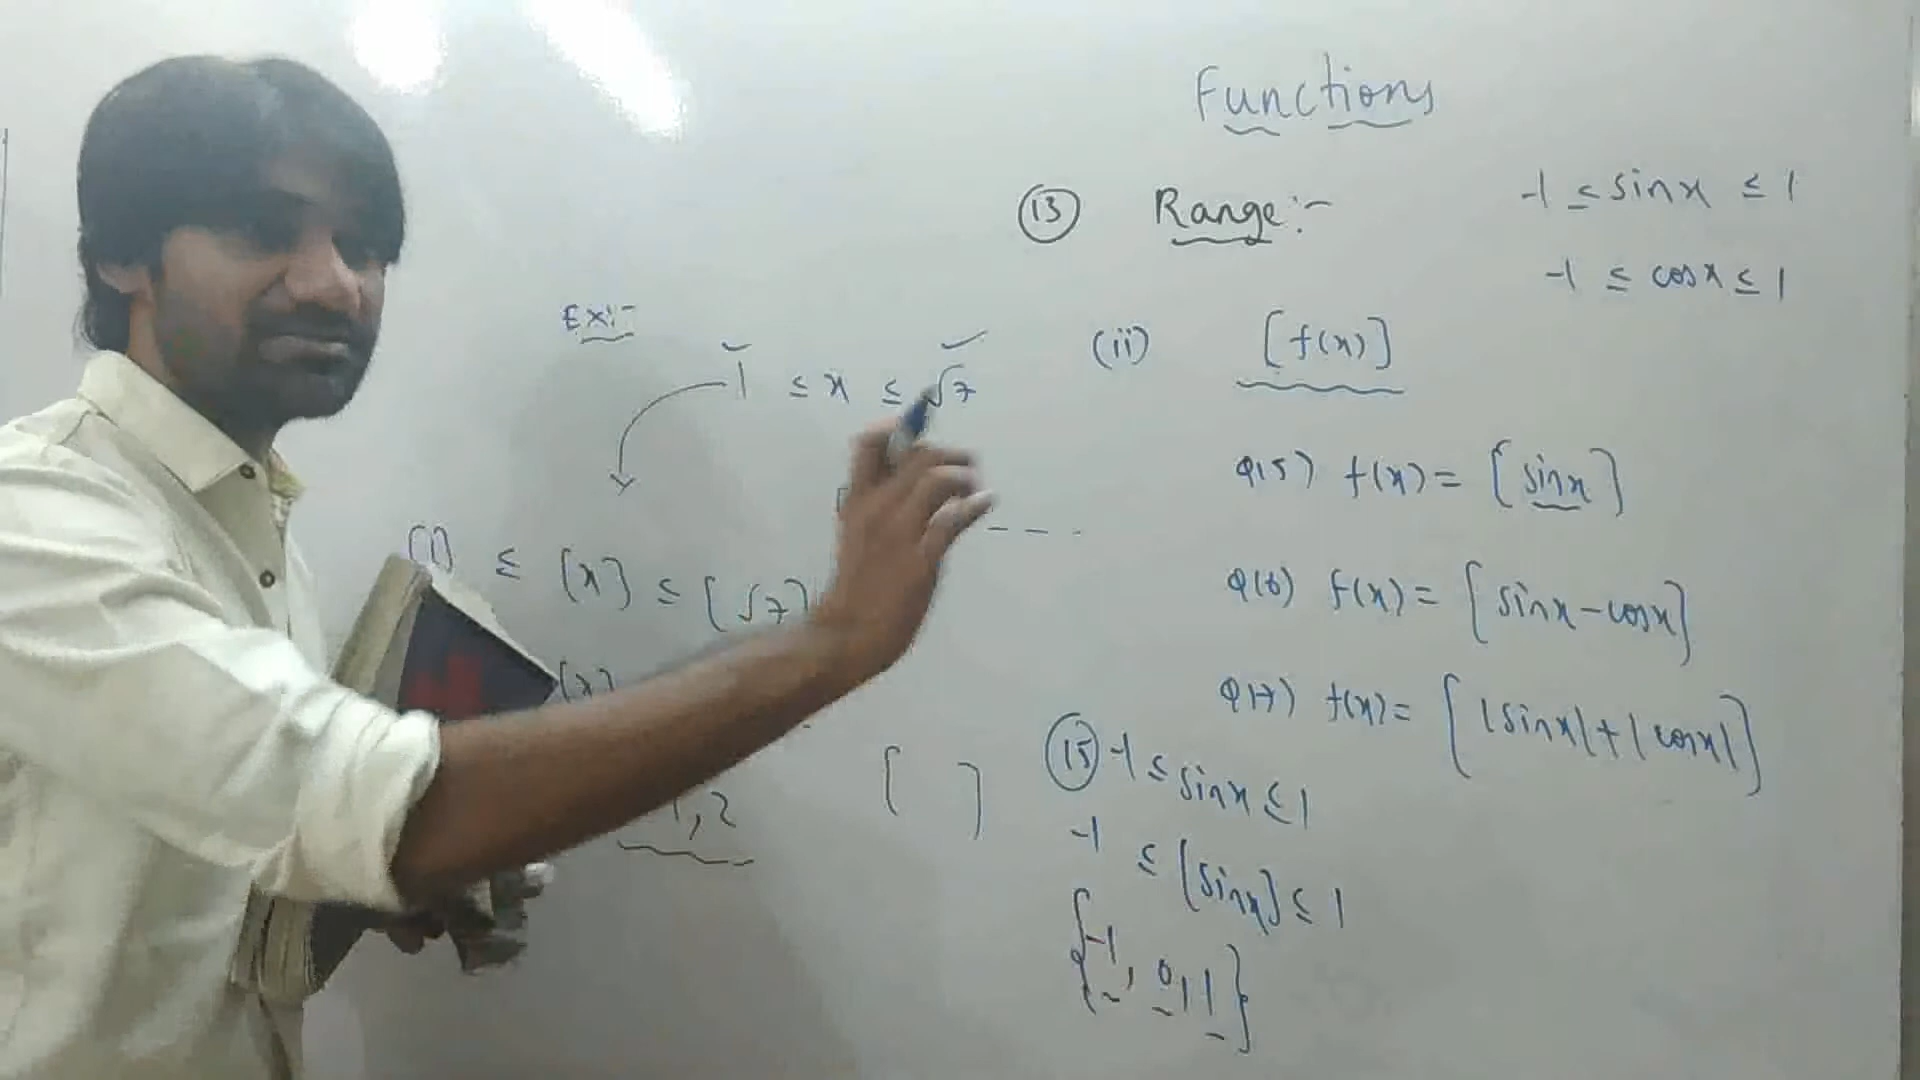 Functions
(13) Range:-
-1 ≤ sinx ≤ 1
-1 ≤ cosx ≤ 1
Ex:-
1 ≤ x ≤ √7
[1] ≤ [x] ≤ [√7]
[x]
1,2
[ ]
(ii) [f(x)]
Q15) f(x) = [sinx]
Q16) f(x) = [sinx-cosx]
Q17) f(x) = [|sinx|+|cosx|]
(15) -1 ≤ sinx ≤ 1
-1 ≤ [sinx] ≤ 1
{-1, 0, 1}